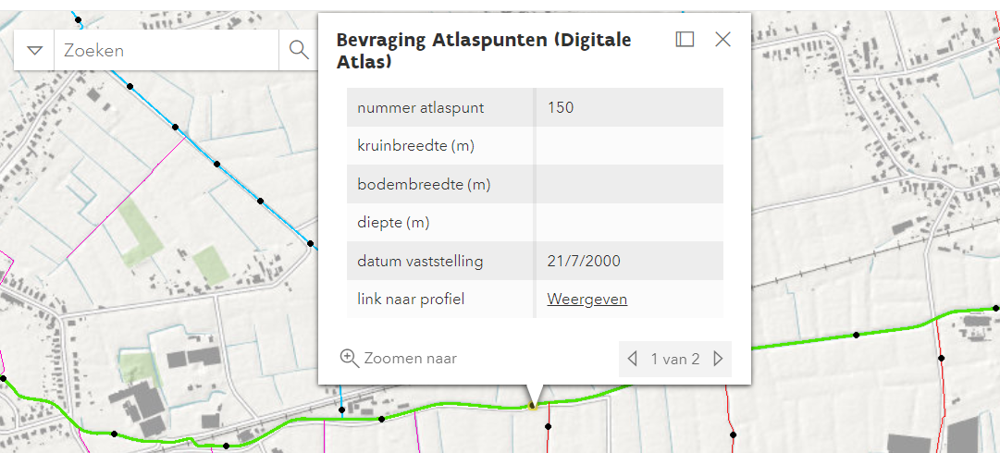 Zoeken
Bevraging Atlaspunten (Digitale
Atlas)
nummer atlaspunt 150
kruinbreedte (m)
bodembreedte (m)
diepte (m)
datum vaststelling 21/7/2000
link naar profiel Weergeven
Zoomen naar
1 van 2